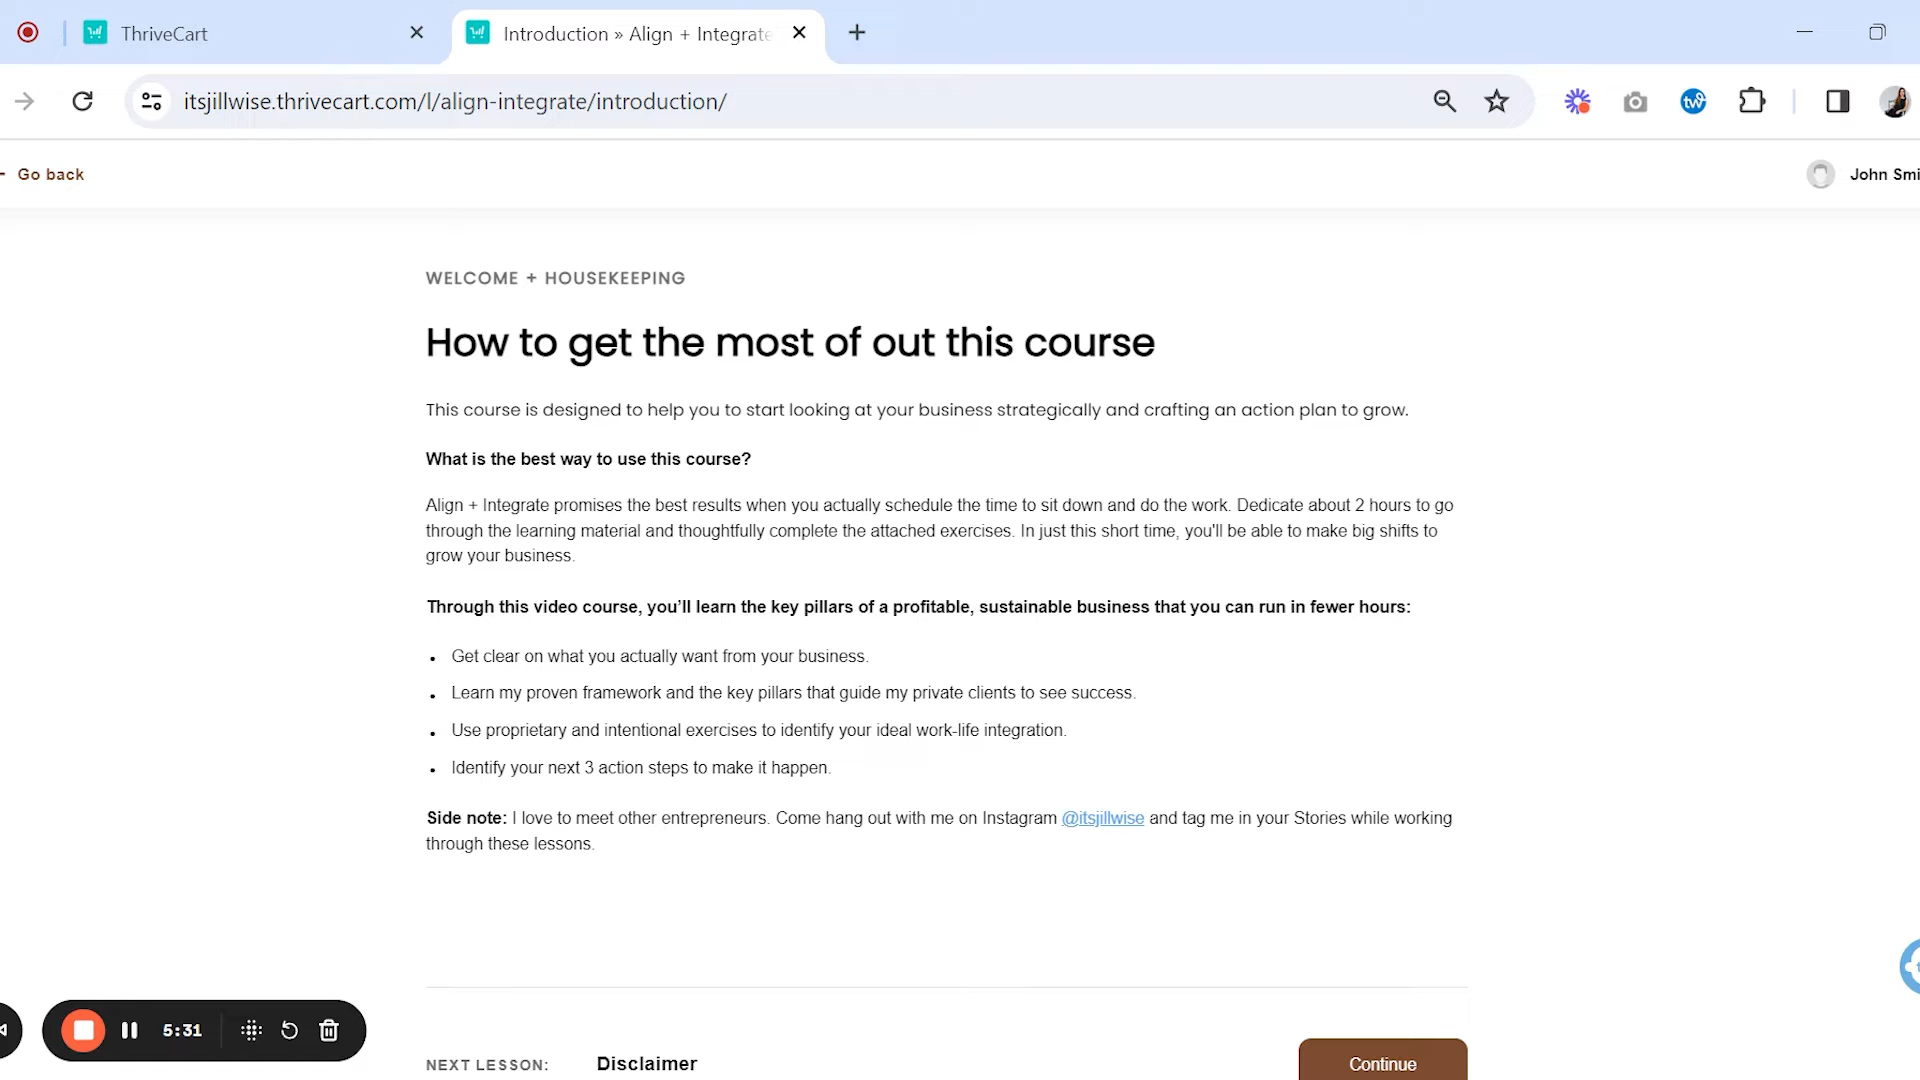 ThriveCart
Introduction » Align + Integrate
itsjillwise.thrivecart.com/l/align-integrate/introduction/
tw
Go back
John Smi
WELCOME + HOUSEKEEPING
How to get the most of out this course
This course is designed to help you to start looking at your business strategically and crafting an action plan to grow.
What is the best way to use this course?
Align + Integrate promises the best results when you actually schedule the time to sit down and do the work. Dedicate about 2 hours to go
through the learning material and thoughtfully complete the attached exercises. In just this short time, you'll be able to make big shifts to
grow your business.
Through this video course, you’ll learn the key pillars of a profitable, sustainable business that you can run in fewer hours:
• Get clear on what you actually want from your business.
• Learn my proven framework and the key pillars that guide my private clients to see success.
• Use proprietary and intentional exercises to identify your ideal work-life integration.
• Identify your next 3 action steps to make it happen.
Side note: I love to meet other entrepreneurs. Come hang out with me on Instagram @itsjillwise and tag me in your Stories while working
through these lessons.
5:31
NEXT LESSON: Disclaimer
Continue